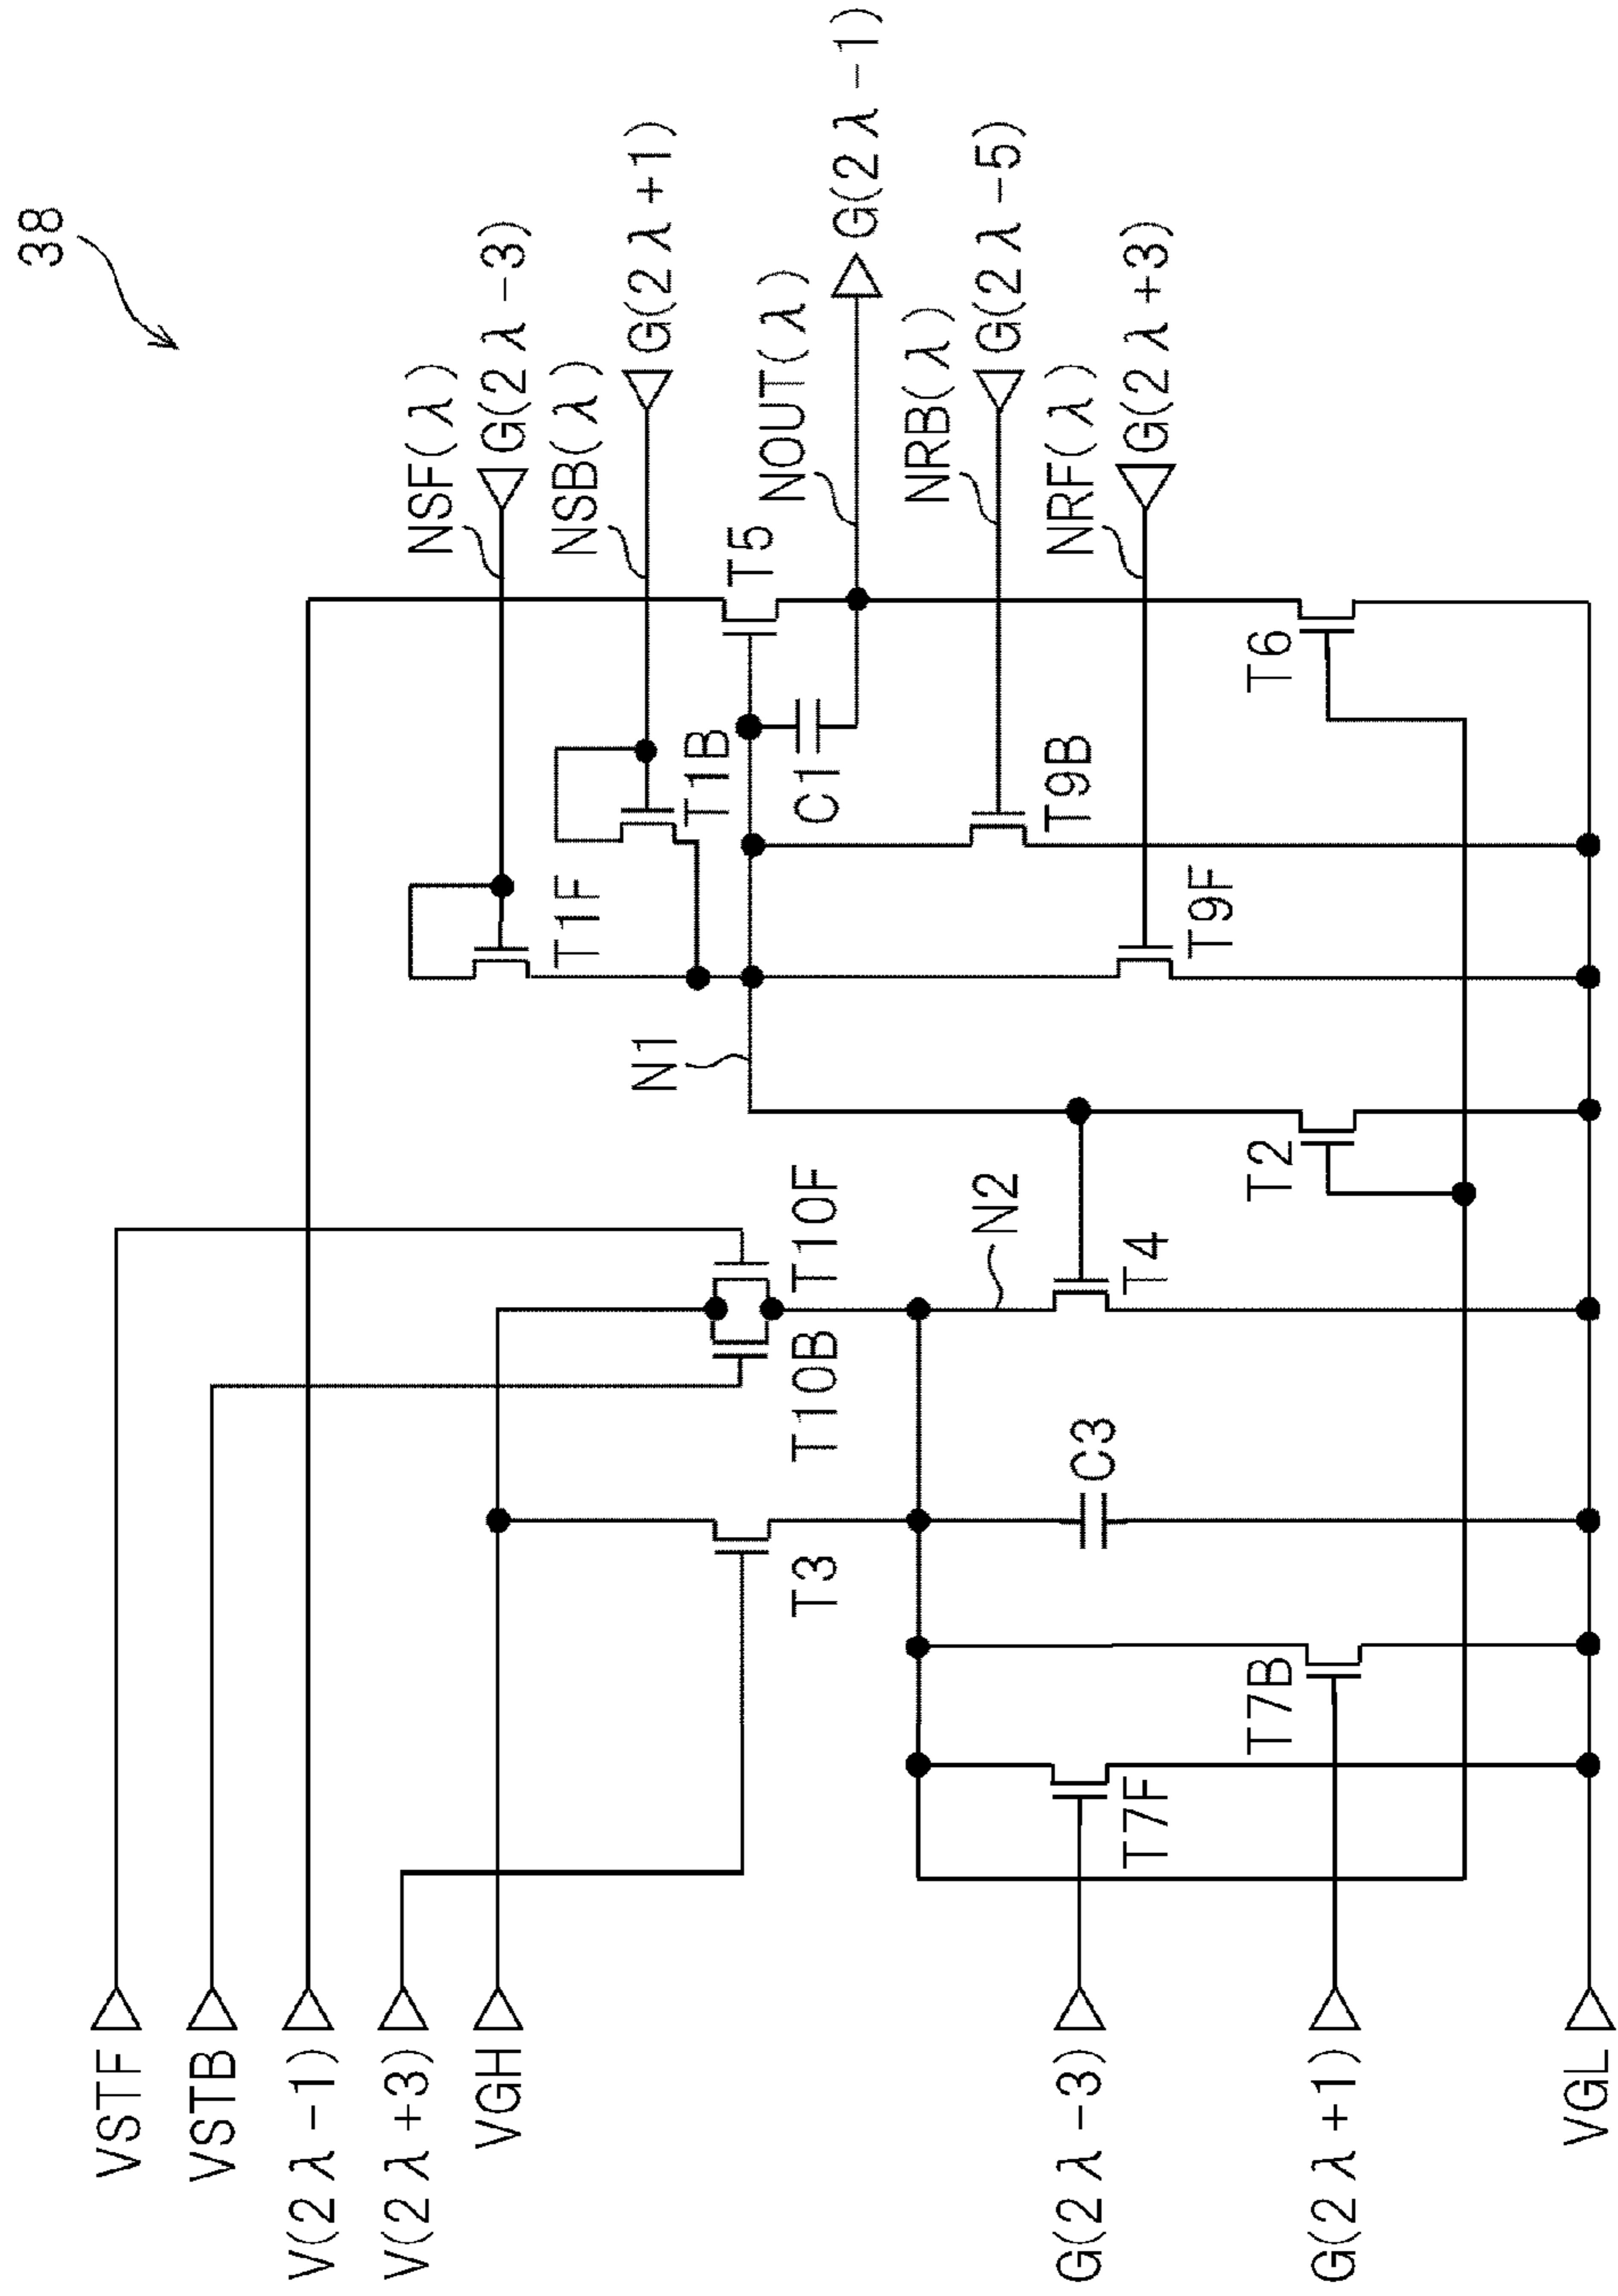 38
VSTF
VSTB
V(2λ-1)
V(2λ+3)
VGH
G(2λ-3)
G(2λ+1)
VGL
T3
T10B
T10F
N2
C3
T4
T7F
T7B
N1
T2
T1F
T1B
T5
C1
T9B
T9F
T6
NSF(λ)
G(2λ-3)
NSB(λ)
G(2λ+1)
NOUT(λ)
G(2λ-1)
NRB(λ)
G(2λ-5)
NRF(λ)
G(2λ+3)